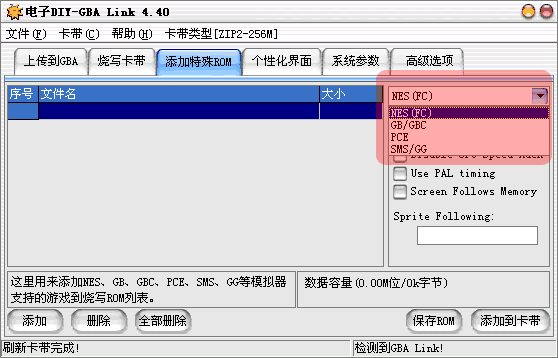 电子DIY-GBA Link 4.40
文件(F) 卡带(C) 帮助(H) 卡带类型[ZIP2-256M]
上传到GBA 烧写卡带 添加特殊ROM 个性化界面 系统参数 高级选项
序号 文件名 大小
NES(FC)
NES(FC)
GB/GBC
PCE
SMS/GG
Use PAL timing
Screen Follows Memory
Sprite Following:
这里用来添加NES、GB、GBC、PCE、SMS、GG等模拟器
支持的游戏到烧写ROM列表。
数据容量(0.00M位/0k字节)
添加 删除 全部删除 保存ROM 添加到卡带
刷新卡带完成! 检测到GBA Link!